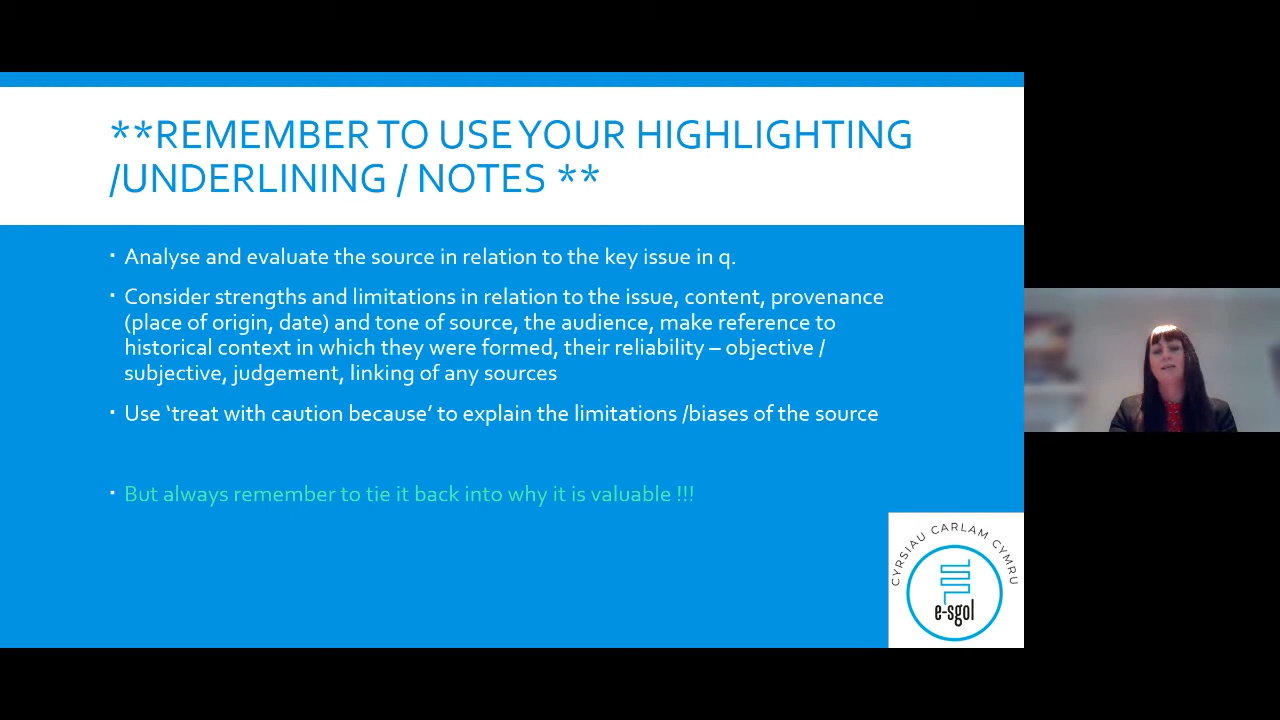 **REMEMBER TO USE YOUR HIGHLIGHTING
/UNDERLINING / NOTES **
Analyse and evaluate the source in relation to the key issue in q.
Consider strengths and limitations in relation to the issue, content, provenance
(place of origin, date) and tone of source, the audience, make reference to
historical context in which they were formed, their reliability – objective /
subjective, judgement, linking of any sources
Use ‘treat with caution because’ to explain the limitations /biases of the source
But always remember to tie it back into why it is valuable !!!
CYRSIAU CARLAM CYMRU
e-sgol